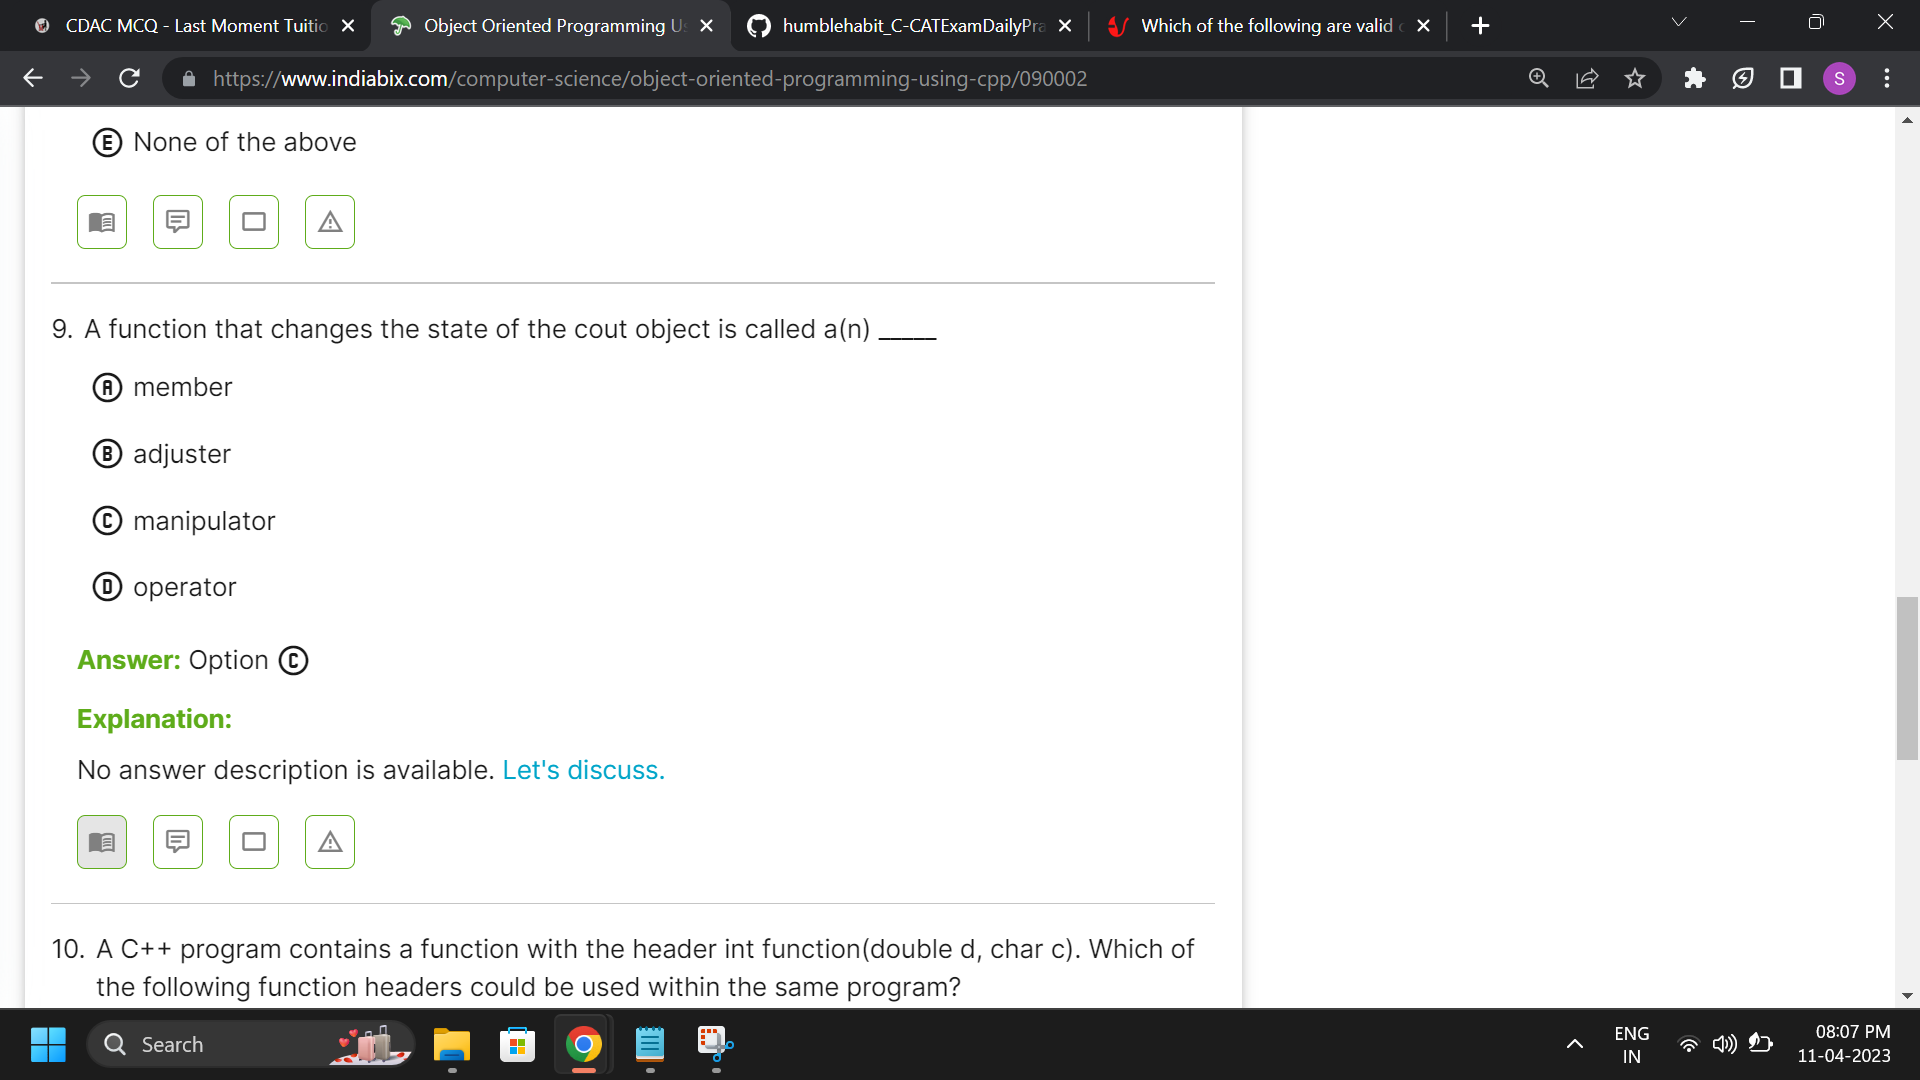 CDAC MCQ - Last Moment Tuitio
Object Oriented Programming U
humblehabit_C-CATExamDailyPra
Which of the following are valid
https://www.indiabix.com/computer-science/object-oriented-programming-using-cpp/090002
S
E None of the above
9. A function that changes the state of the cout object is called a(n) _____
A member
B adjuster
C manipulator
D operator
Answer: Option C
Explanation:
No answer description is available. Let's discuss.
10. A C++ program contains a function with the header int function(double d, char c). Which of
the following function headers could be used within the same program?
Search
ENG
IN
08:07 PM
11-04-2023